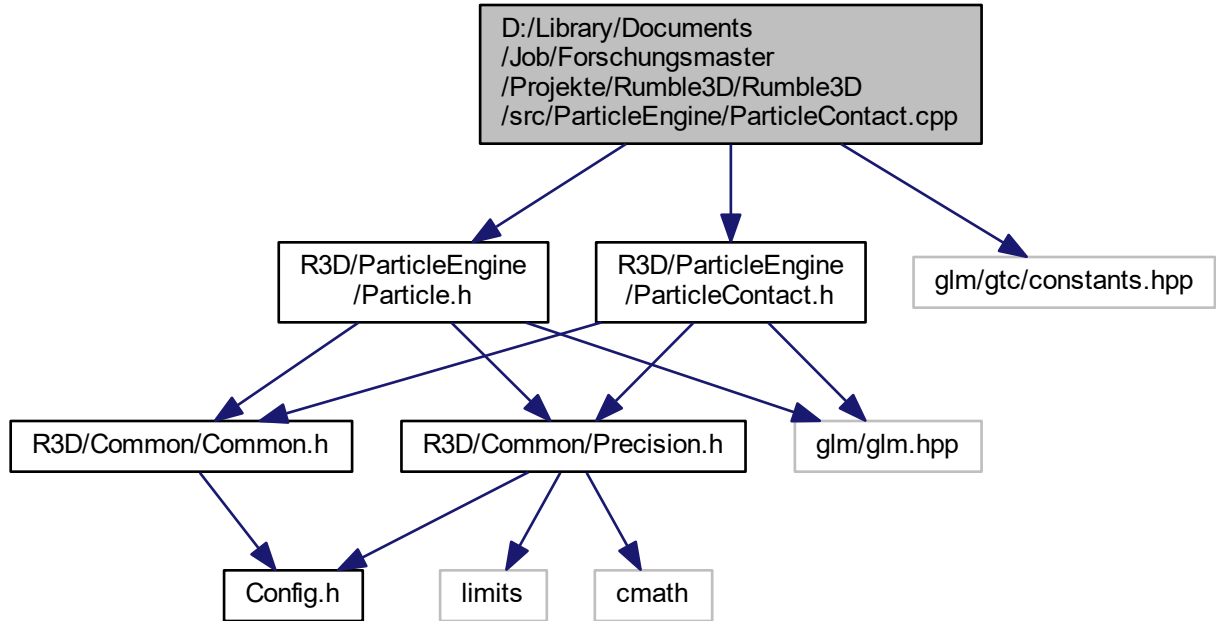 D:/Library/Documents
/Job/Forschungsmaster
/Projekte/Rumble3D/Rumble3D
/src/ParticleEngine/ParticleContact.cpp
R3D/ParticleEngine
/Particle.h
R3D/ParticleEngine
/ParticleContact.h
glm/gtc/constants.hpp
R3D/Common/Common.h
R3D/Common/Precision.h
glm/glm.hpp
Config.h
limits
cmath